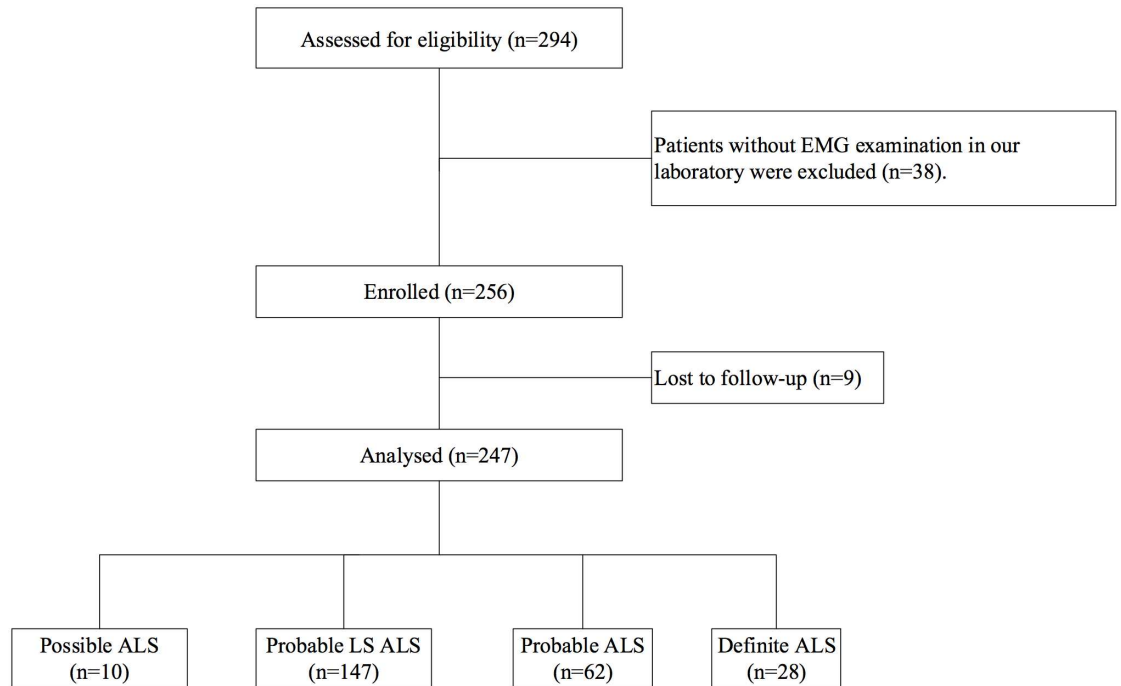 Assessed for eligibility (n=294)
Patients without EMG examination in our
laboratory were excluded (n=38).
Enrolled (n=256)
Lost to follow-up (n=9)
Analysed (n=247)
Possible ALS
(n=10)
Probable LS ALS
(n=147)
Probable ALS
(n=62)
Definite ALS
(n=28)